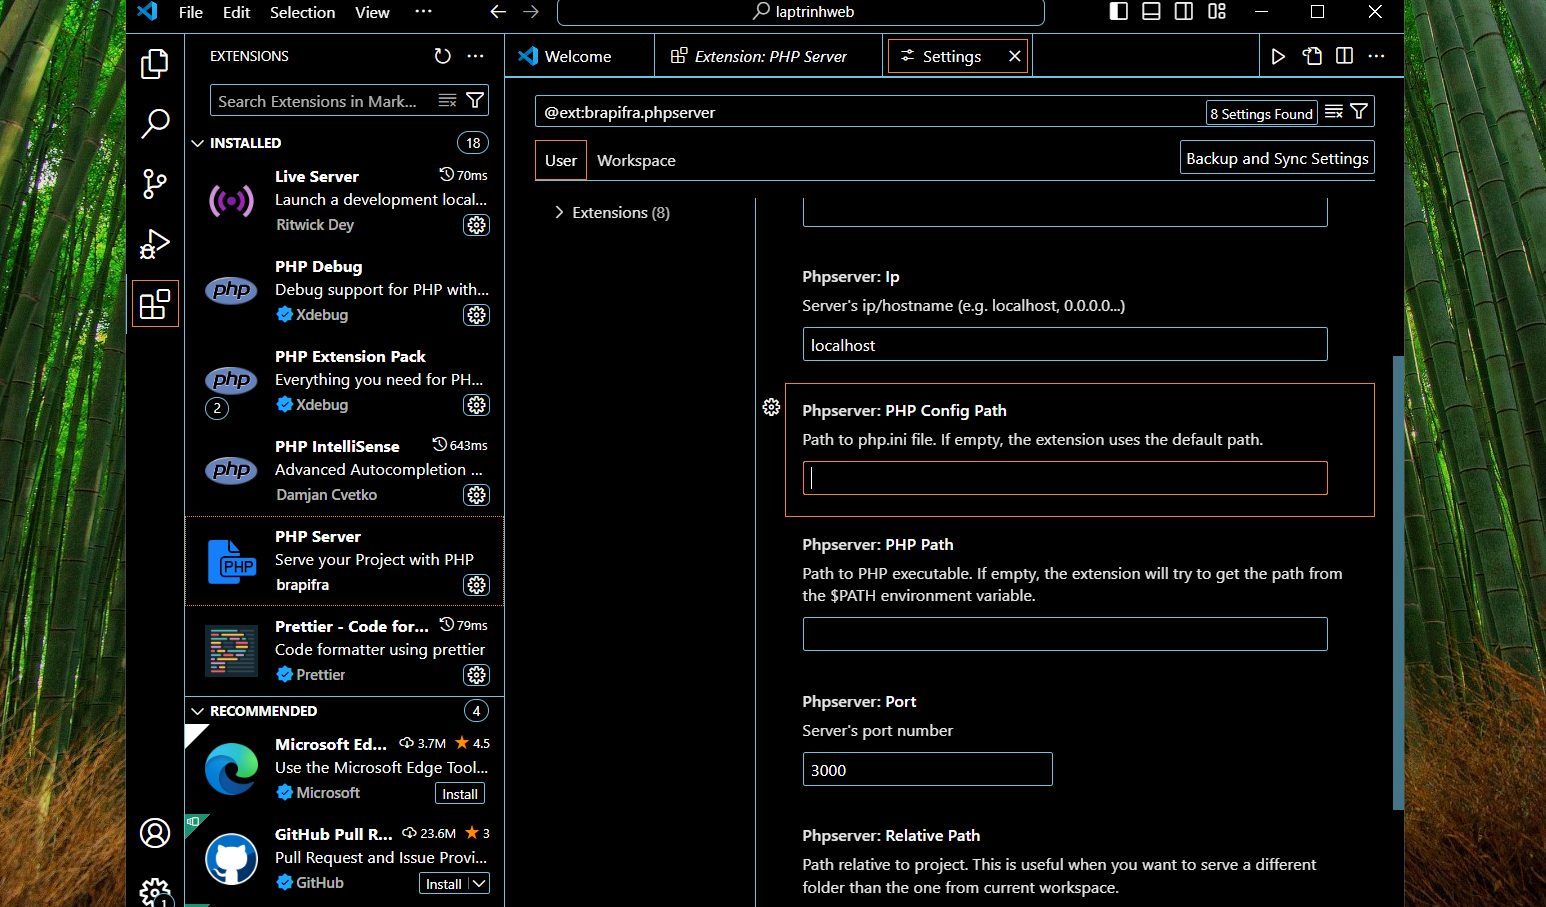 File Edit Selection View ···
laptrinhweb
EXTENSIONS
Search Extensions in Mark...
INSTALLED 18
Live Server 70ms
Launch a development local...
Ritwick Dey
php
PHP Debug
Debug support for PHP with...
Xdebug
php
2
PHP Extension Pack
Everything you need for PH...
Xdebug
php
PHP IntelliSense 643ms
Advanced Autocompletion ...
Damjan Cvetko
PHP
PHP Server
Serve your Project with PHP
brapifra
Prettier - Code for... 79ms
Code formatter using prettier
Prettier
RECOMMENDED 4
Microsoft Ed... 3.7M 4.5
Use the Microsoft Edge Tool...
Microsoft Install
GitHub Pull R... 23.6M 3
Pull Request and Issue Provi...
GitHub Install
1
Welcome Extension: PHP Server Settings
@ext:brapifra.phpserver 8 Settings Found
User Workspace Backup and Sync Settings
Extensions (8)
Phpserver: Ip
Server's ip/hostname (e.g. localhost, 0.0.0.0...)
localhost
Phpserver: PHP Config Path
Path to php.ini file. If empty, the extension uses the default path.
Phpserver: PHP Path
Path to PHP executable. If empty, the extension will try to get the path from
the $PATH environment variable.
Phpserver: Port
Server's port number
3000
Phpserver: Relative Path
Path relative to project. This is useful when you want to serve a different
folder than the one from current workspace.